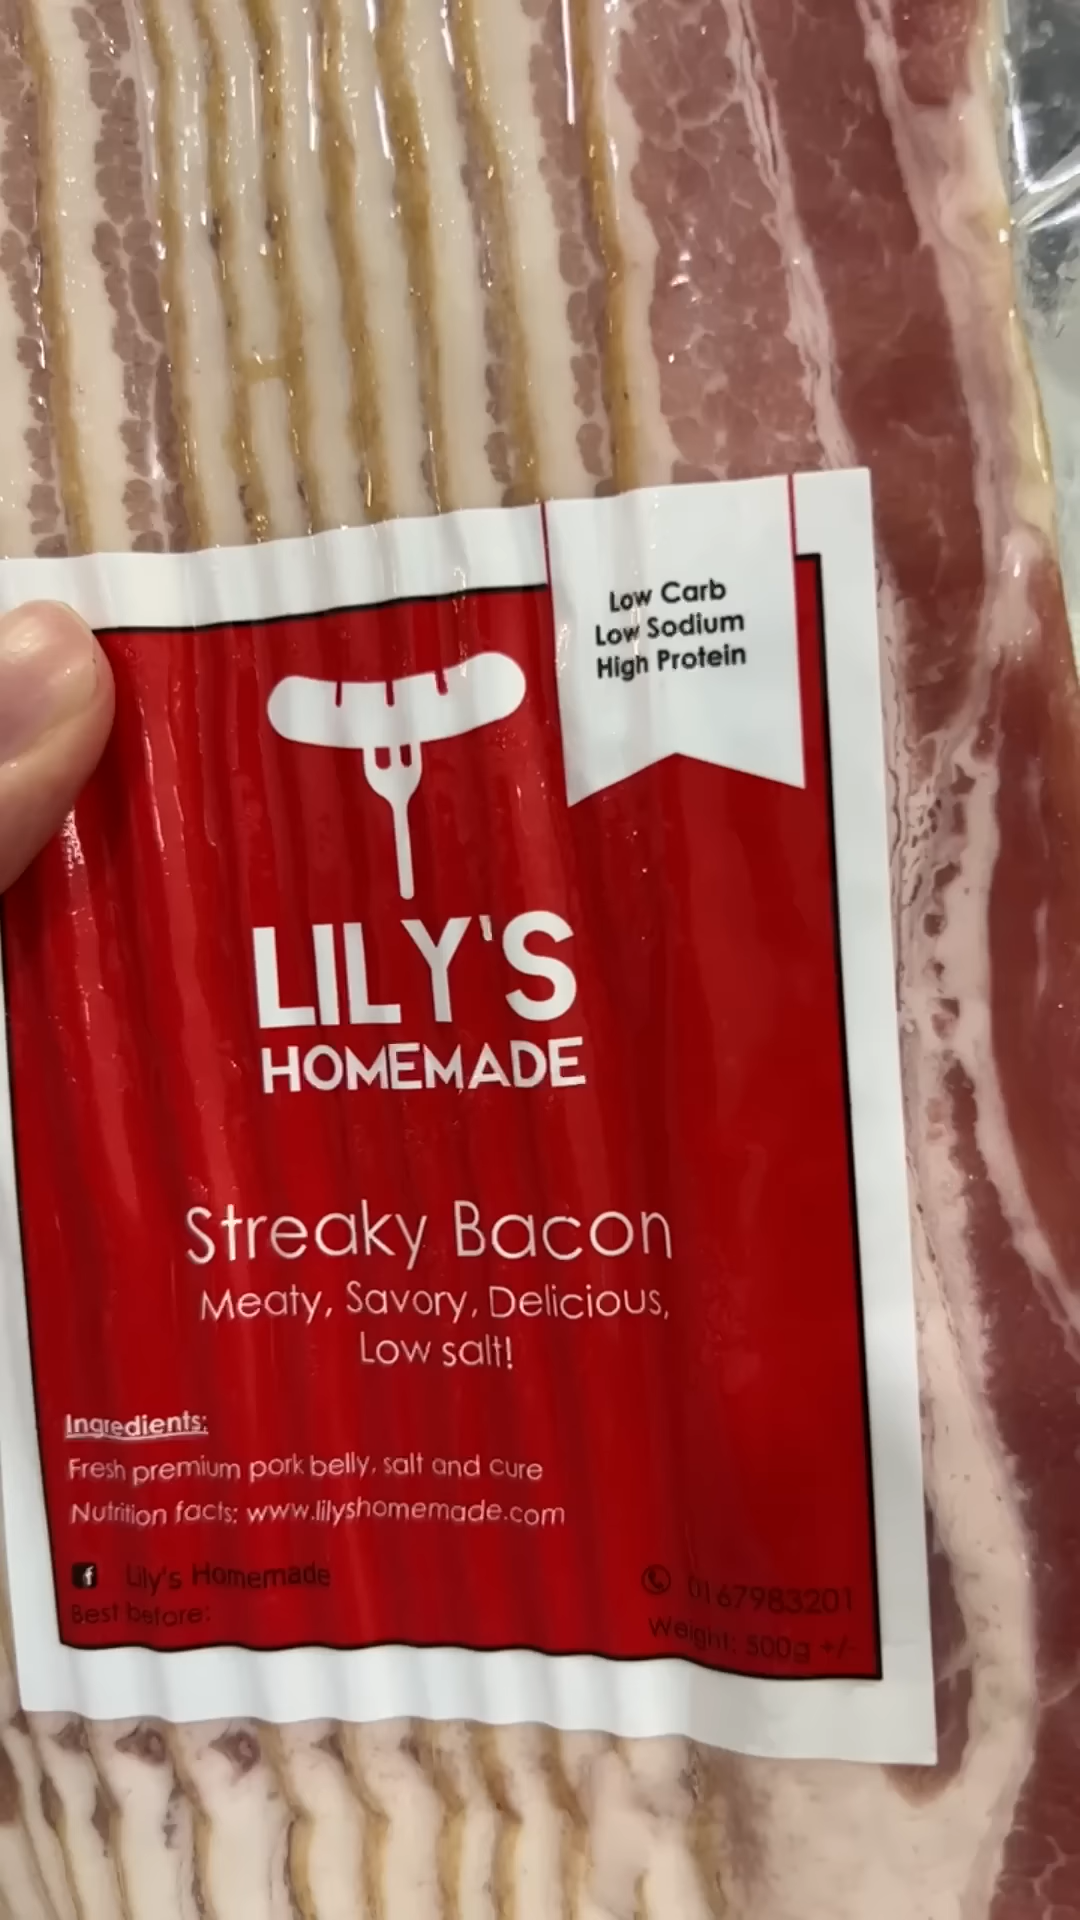 Low Carb
Low Sodium
High Protein
LILY'S
HOMEMADE
Streaky Bacon
Meaty, Savory, Delicious,
Low salt!
Ingredients:
Fresh premium pork belly, salt and cure
Nutrition facts: www.lilyshomemade.com
f Lily's Homemade
0167983201
Best before:
Weight: 500g +/-